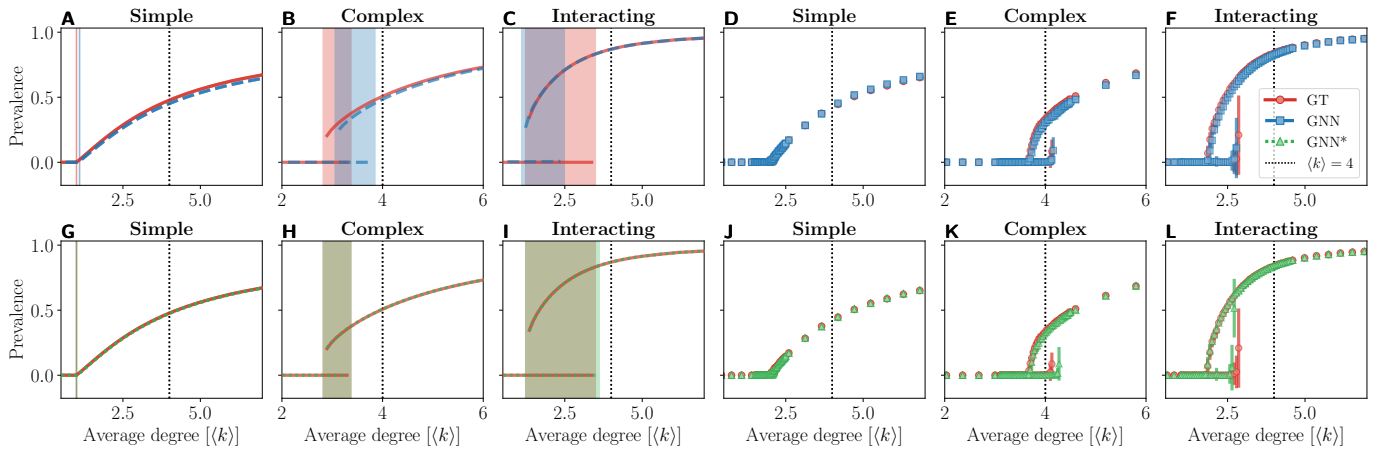 A Simple B Complex C Interacting D Simple E Complex F Interacting
Prevalence
1.0
0.5
0.0
2.5 5.0 2 4 6 2.5 5.0 2.5 5.0 2 4 6 2.5 5.0
GT
GNN
GNN*
⟨k⟩ = 4
G Simple H Complex I Interacting J Simple K Complex L Interacting
Prevalence
1.0
0.5
0.0
2.5 5.0 2 4 6 2.5 5.0 2.5 5.0 2 4 6 2.5 5.0
Average degree [⟨k⟩] Average degree [⟨k⟩] Average degree [⟨k⟩] Average degree [⟨k⟩] Average degree [⟨k⟩] Average degree [⟨k⟩]